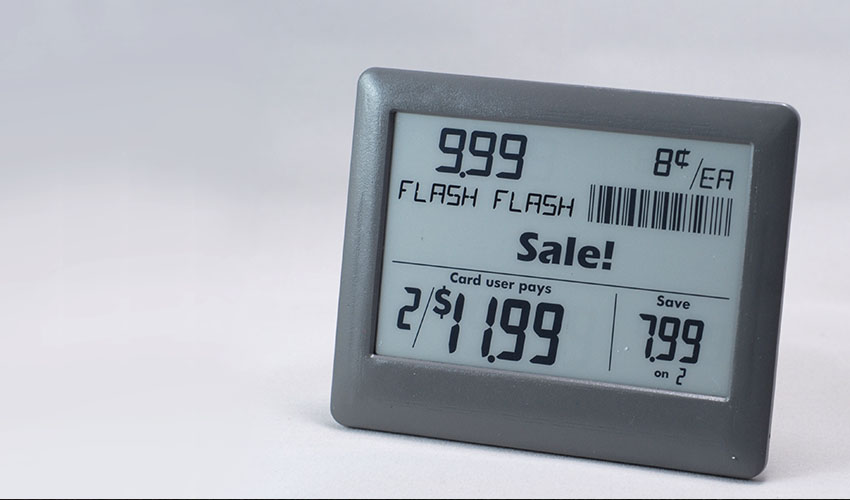 9.99 8¢/EA
FLASH FLASH
Sale!
Card user pays
2/$11.99
Save
7.99
on 2